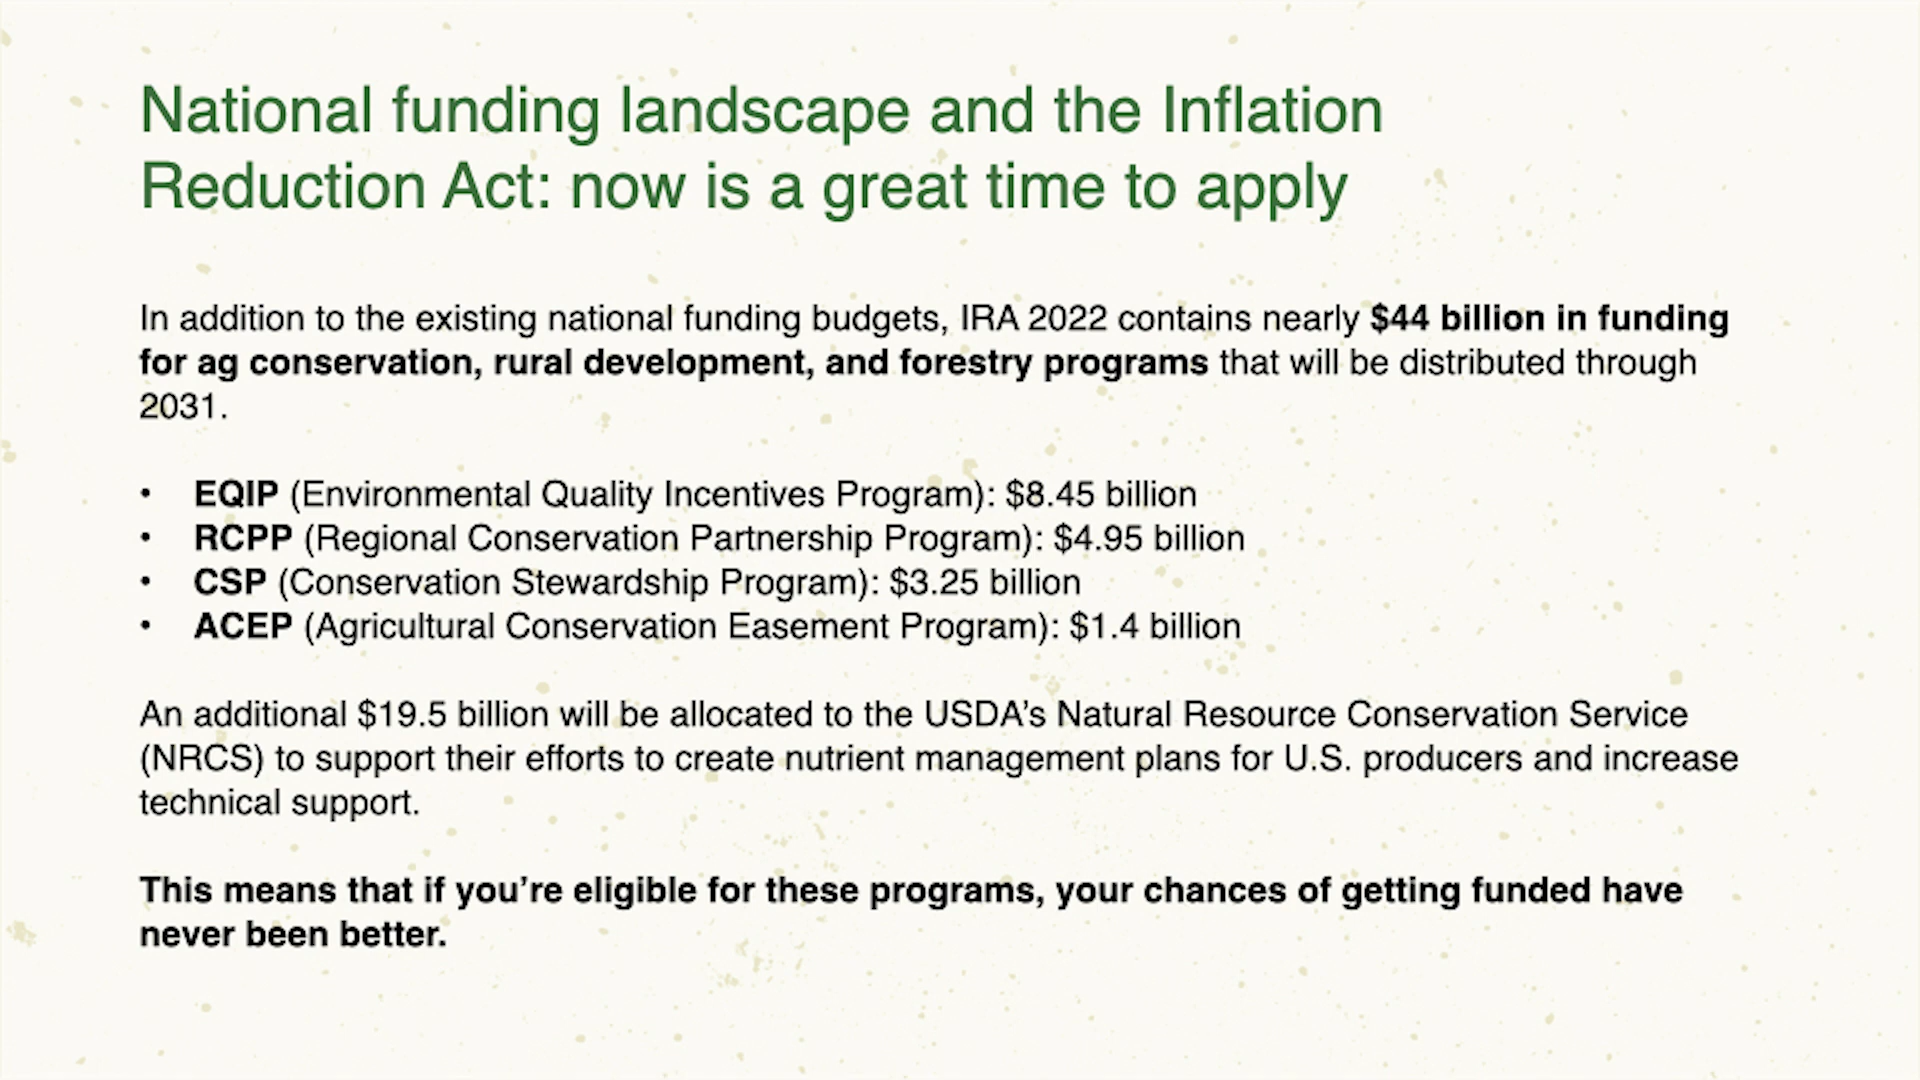 National funding landscape and the Inflation
Reduction Act: now is a great time to apply
In addition to the existing national funding budgets, IRA 2022 contains nearly $44 billion in funding
for ag conservation, rural development, and forestry programs that will be distributed through
2031.
• EQIP (Environmental Quality Incentives Program): $8.45 billion
• RCPP (Regional Conservation Partnership Program): $4.95 billion
• CSP (Conservation Stewardship Program): $3.25 billion
• ACEP (Agricultural Conservation Easement Program): $1.4 billion
An additional $19.5 billion will be allocated to the USDA’s Natural Resource Conservation Service
(NRCS) to support their efforts to create nutrient management plans for U.S. producers and increase
technical support.
This means that if you’re eligible for these programs, your chances of getting funded have
never been better.